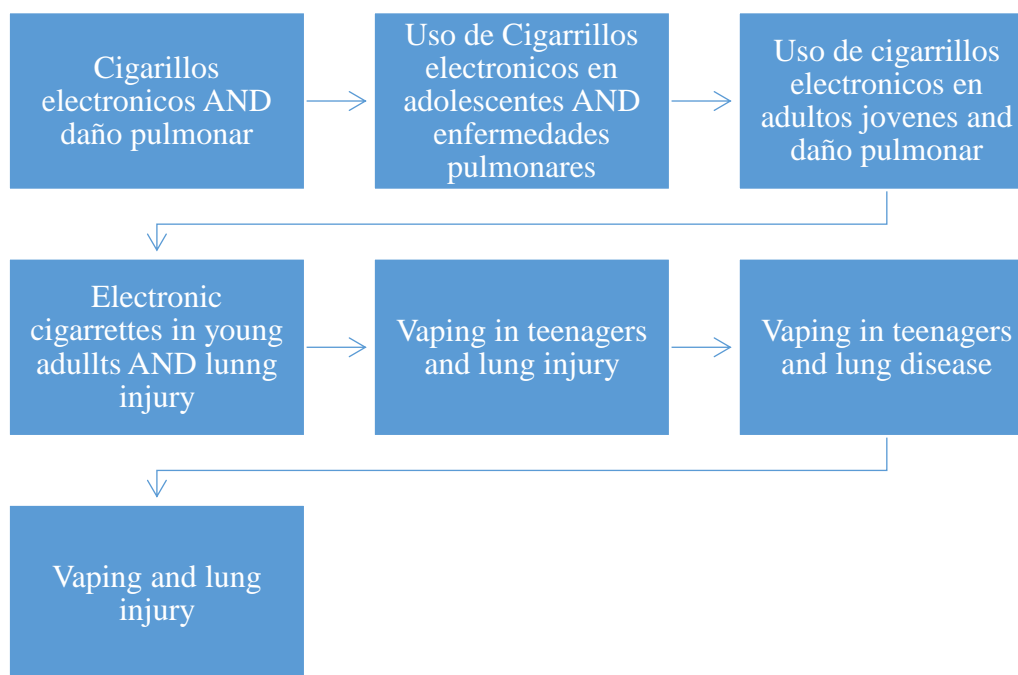 Cigarillos
electronicos AND
daño pulmonar
Uso de Cigarrillos
electronicos en
adolescentes AND
enfermedades
pulmonares
Uso de cigarrillos
electronicos en
adultos jovenes and
daño pulmonar
Electronic
cigarrettes in young
adullts AND lunng
injury
Vaping in teenagers
and lung injury
Vaping in teenagers
and lung disease
Vaping and lung
injury